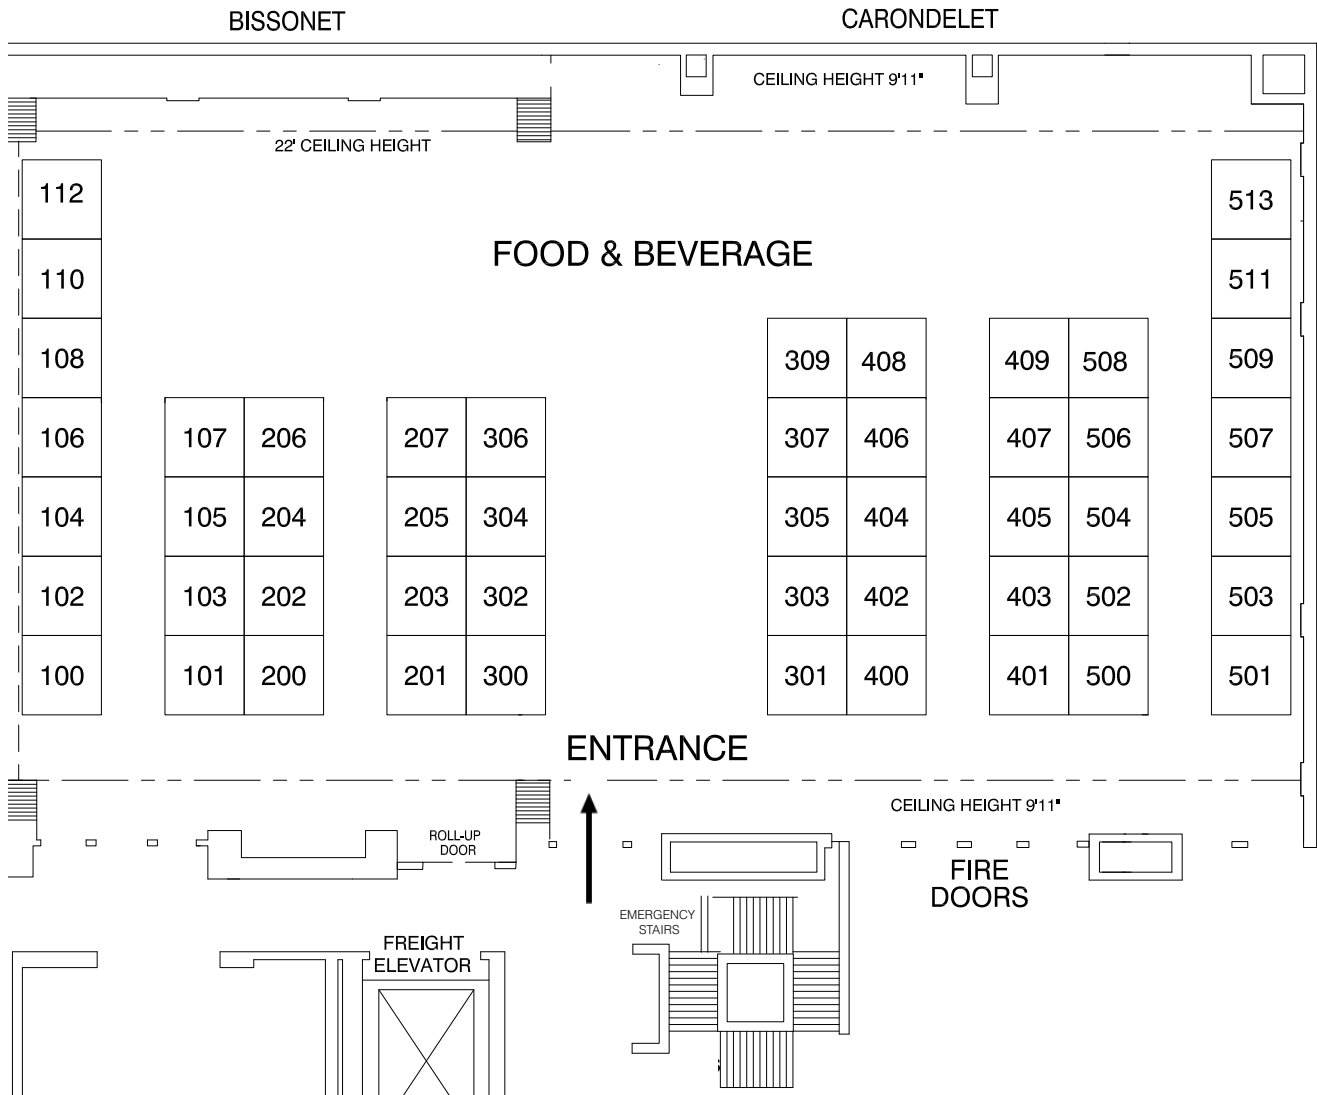 BISSONET
CARONDELET
CEILING HEIGHT 9'11"
22' CEILING HEIGHT
112
513
FOOD & BEVERAGE
110
511
108
309 408
409 508
509
106
107 206
207 306
307 406
407 506
507
104
105 204
205 304
305 404
405 504
505
102
103 202
203 302
303 402
403 502
503
100
101 200
201 300
301 400
401 500
501
ENTRANCE
CEILING HEIGHT 9'11"
ROLL-UP
DOOR
FIRE
DOORS
EMERGENCY
STAIRS
FREIGHT
ELEVATOR